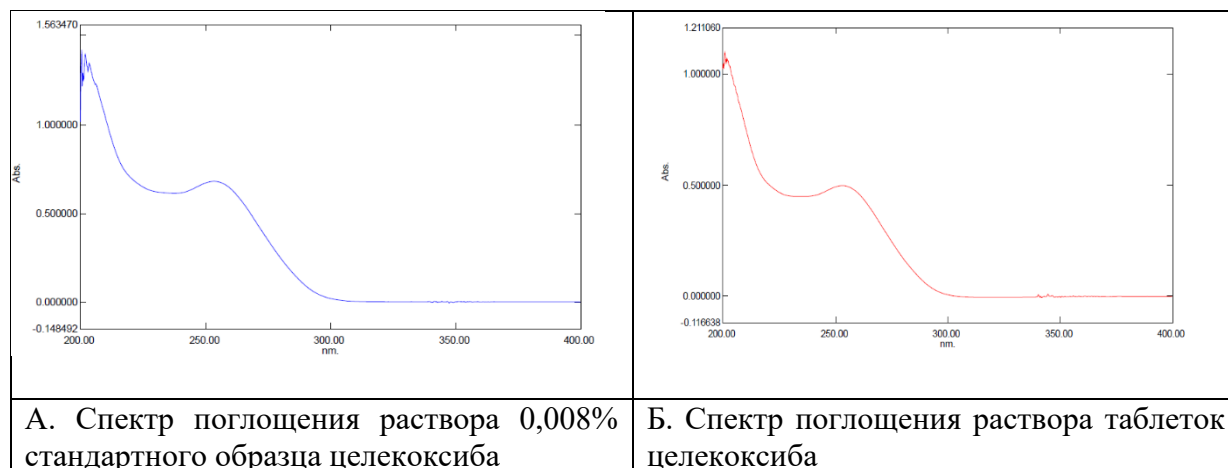 1.563470
1.000000
0.500000
0.000000
-0.148492
Abs.
200.00 250.00 300.00 350.00 400.00
nm.
1.211060
1.000000
0.500000
0.000000
-0.116638
Abs.
200.00 250.00 300.00 350.00 400.00
nm.
А. Спектр поглощения раствора 0,008%
стандартного образца целекоксиба
Б. Спектр поглощения раствора таблеток
целекоксиба